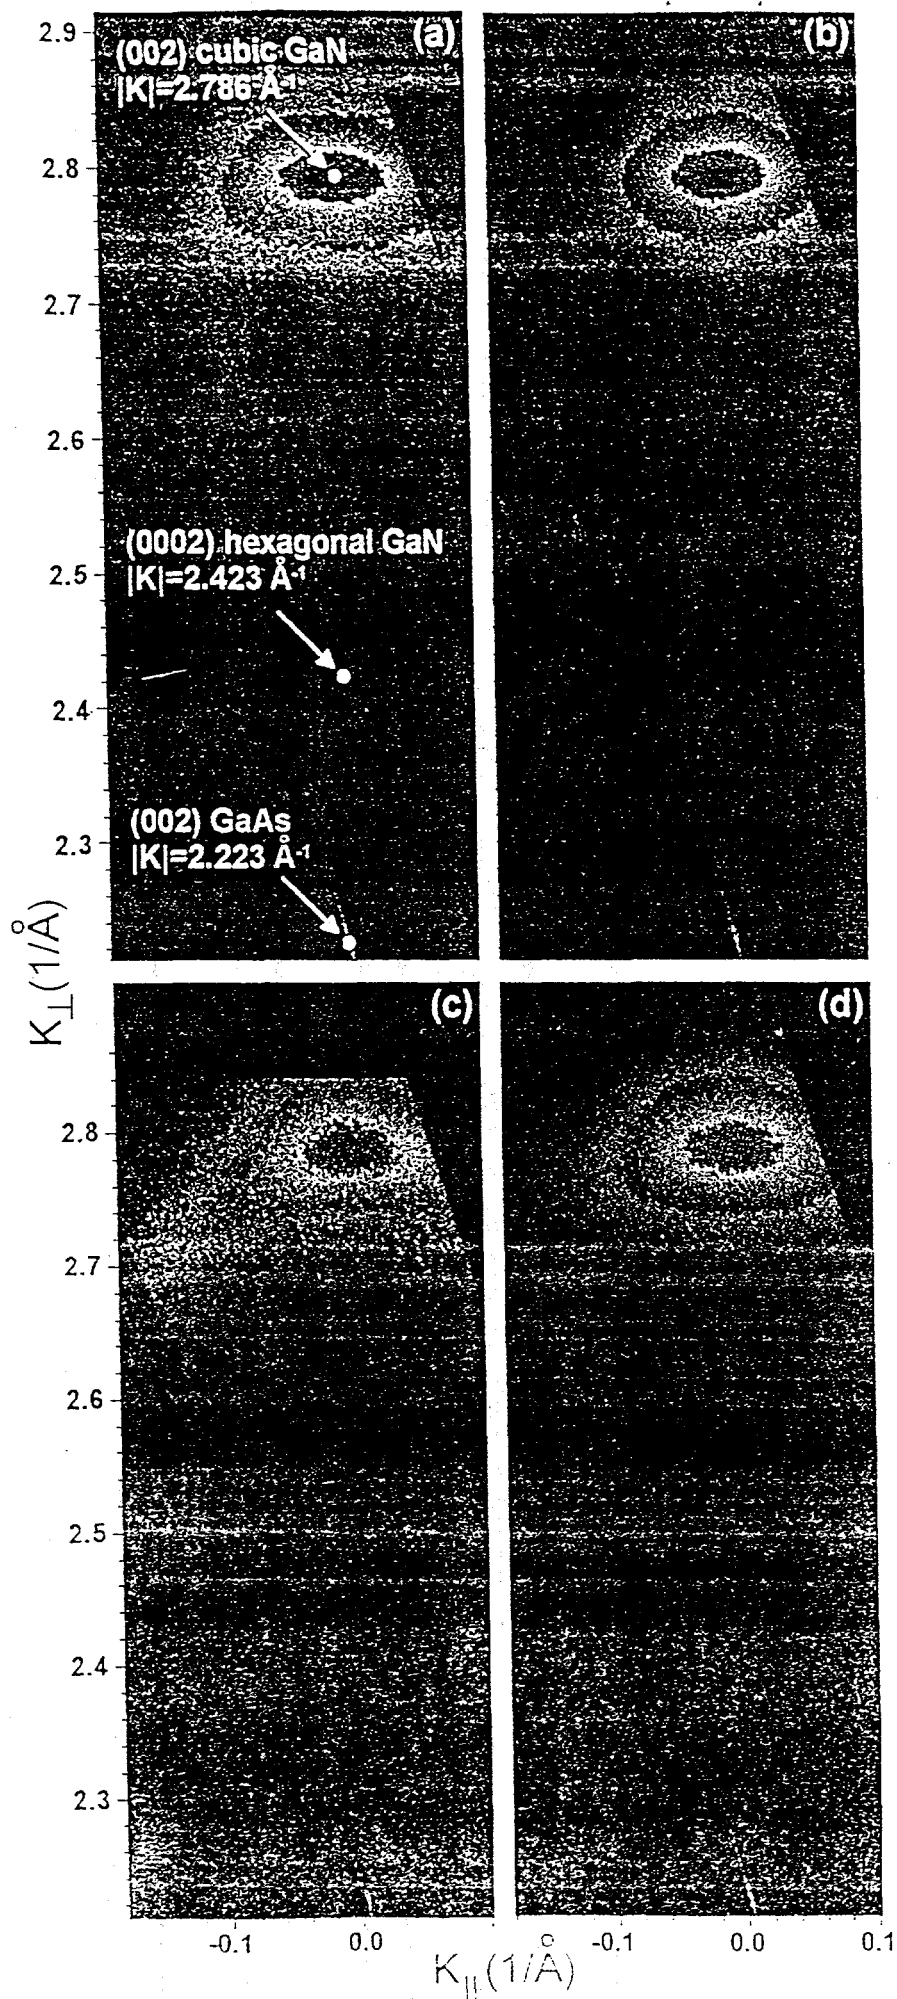 (a)
(b)
2.9
(002) cubic GaN
|K|=2.786 Å⁻¹
2.8
2.7
2.6
(0002) hexagonal GaN
|K|=2.423 Å⁻¹
2.5
2.4
(002) GaAs
|K|=2.223 Å⁻¹
2.3
K⊥(1/Å)
(c)
(d)
2.8
2.7
2.6
2.5
2.4
2.3
-0.1 0.0 -0.1 0.0 0.1
K||(1/Å)